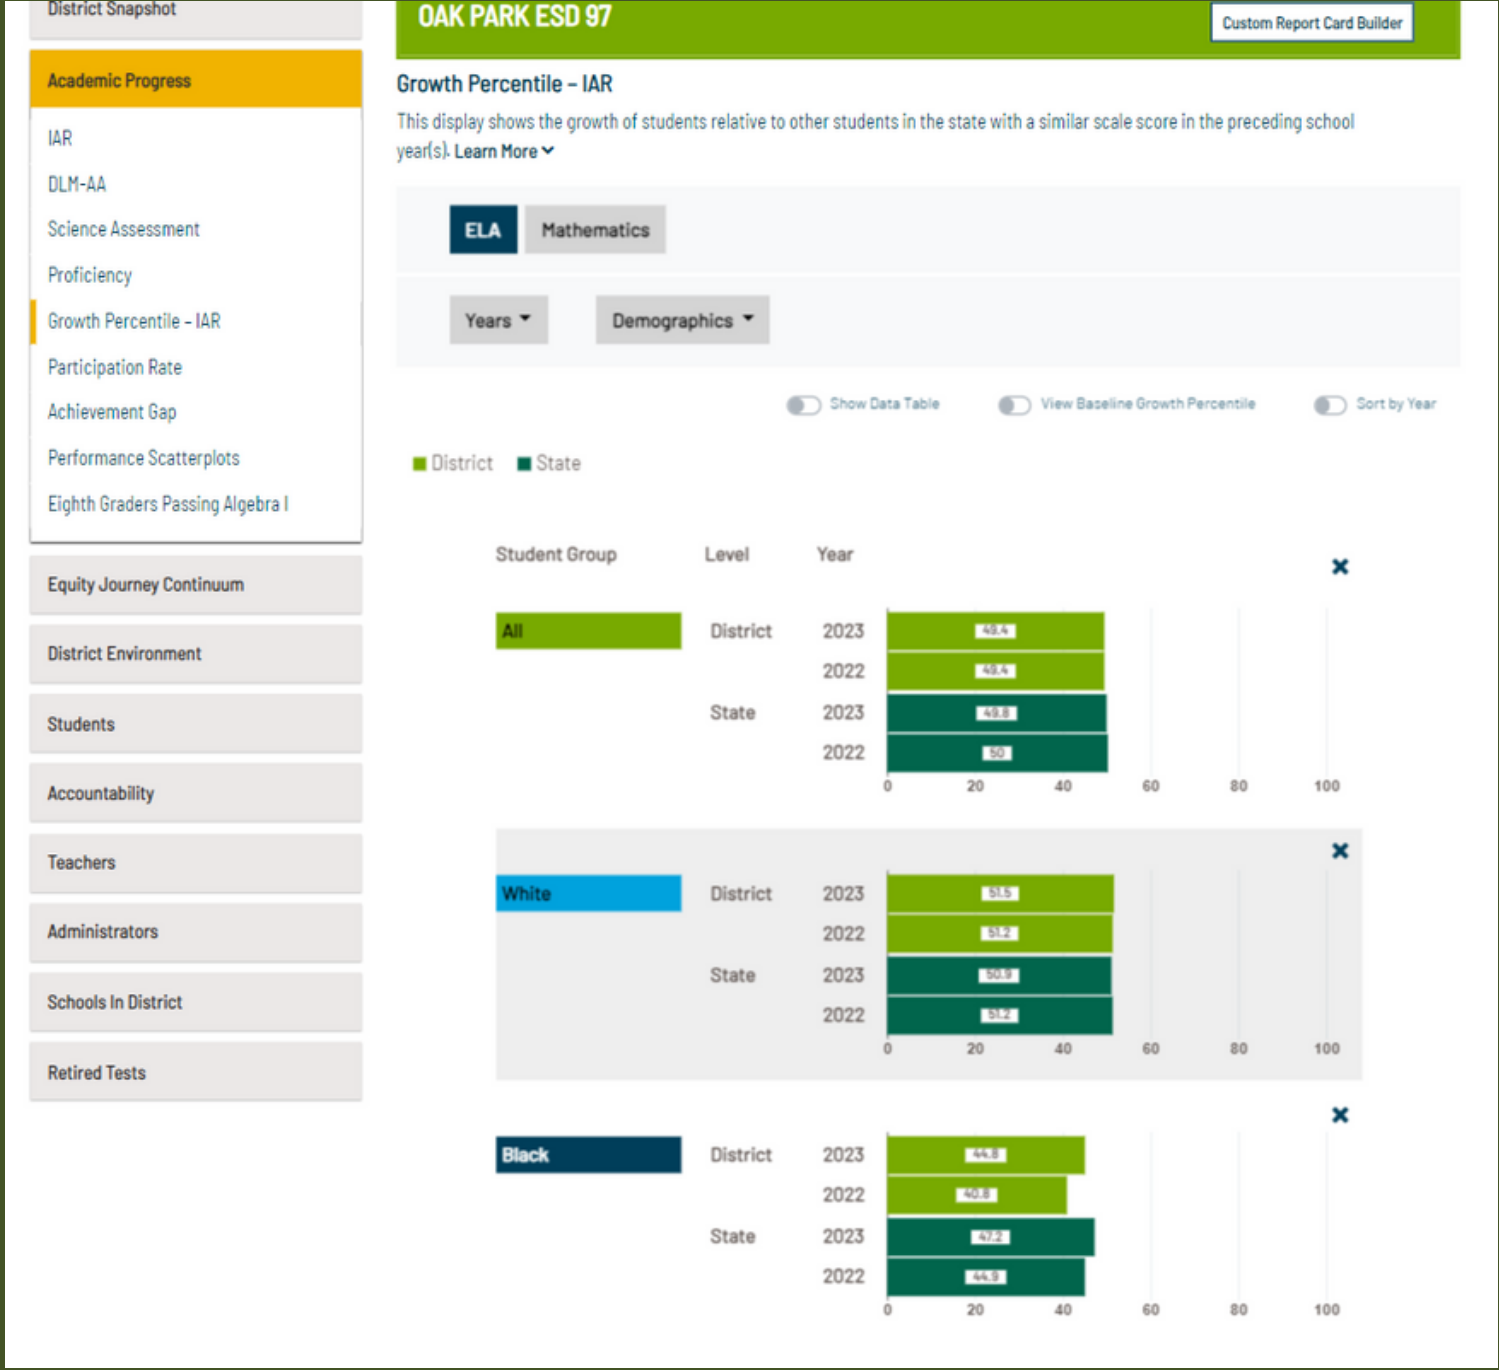 District Snapshot
Academic Progress
IAR
DLM-AA
Science Assessment
Proficiency
Growth Percentile – IAR
Participation Rate
Achievement Gap
Performance Scatterplots
Eighth Graders Passing Algebra I
Equity Journey Continuum
District Environment
Students
Accountability
Teachers
Administrators
Schools In District
Retired Tests
OAK PARK ESD 97
Custom Report Card Builder
Growth Percentile – IAR
This display shows the growth of students relative to other students in the state with a similar scale score in the preceding school
year(s). Learn More
ELA Mathematics
Years Demographics
Show Data Table View Baseline Growth Percentile Sort by Year
District State
Student Group Level Year
All District 2023 49.4
2022 49.4
State 2023 49.8
2022 50
0 20 40 60 80 100
White District 2023 51.5
2022 51.2
State 2023 50.9
2022 51.2
0 20 40 60 80 100
Black District 2023 44.8
2022 40.8
State 2023 47.2
2022 44.9
0 20 40 60 80 100